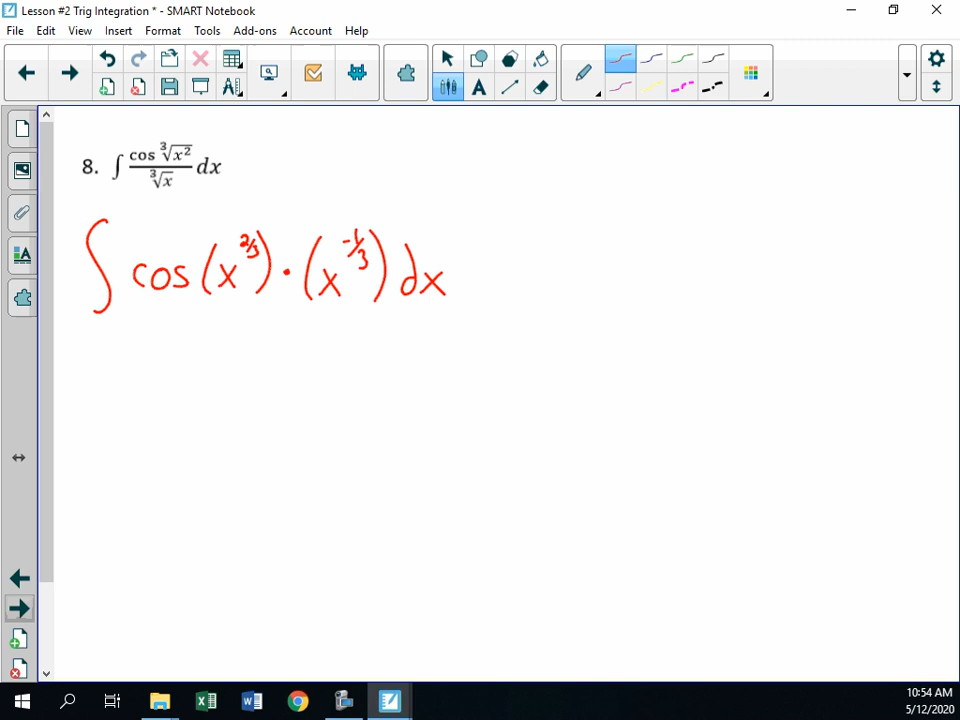 Lesson #2 Trig Integration * - SMART Notebook
File Edit View Insert Format Tools Add-ons Account Help
8. ∫ cos ∛x² / ∛x dx
∫ cos(x^2/3) · (x^-1/3) dx
10:54 AM
5/12/2020